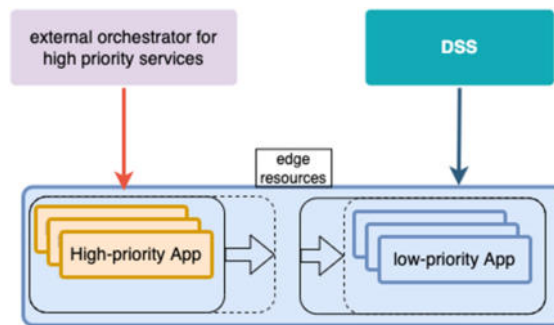 external orchestrator for
high priority services
DSS
edge
resources
High-priority App
low-priority App